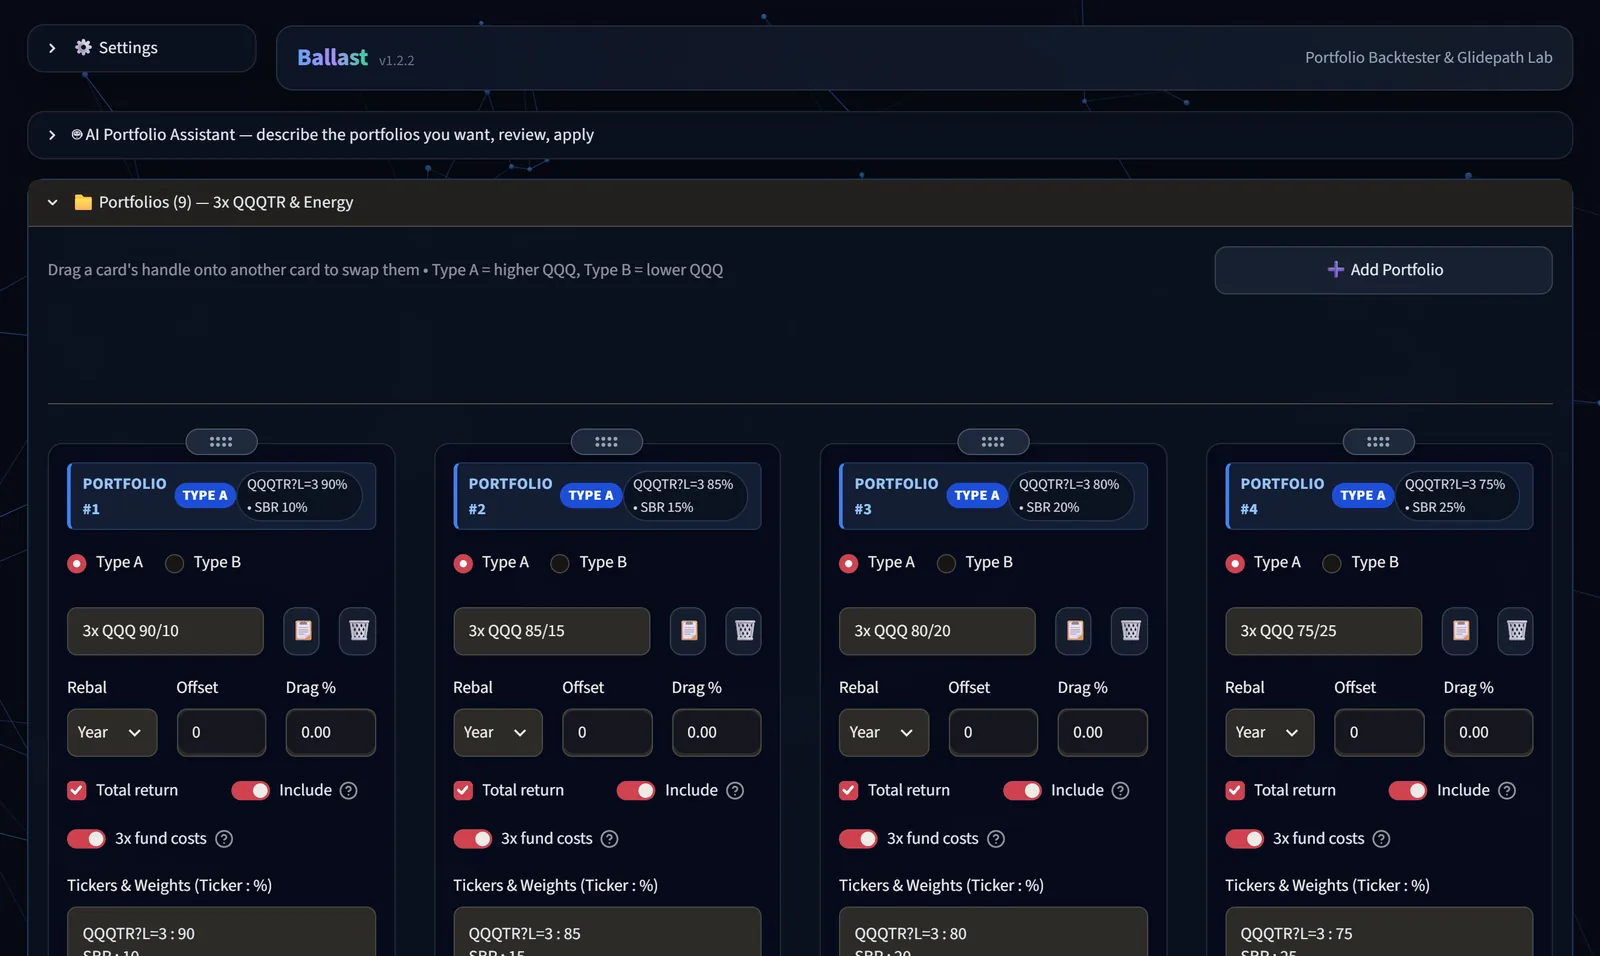 Settings
Ballast v1.2.2
Portfolio Backtester & Glidepath Lab
AI Portfolio Assistant — describe the portfolios you want, review, apply
Portfolios (9) — 3x QQQTR & Energy
Drag a card's handle onto another card to swap them • Type A = higher QQQ, Type B = lower QQQ
Add Portfolio
PORTFOLIO #1
TYPE A
QQQTR?L=3 90%
• SBR 10%
Type A
Type B
3x QQQ 90/10
Rebal
Offset
Drag %
Year
0
0.00
Total return
Include
3x fund costs
Tickers & Weights (Ticker : %)
QQQTR?L=3 : 90
SBR : 10
PORTFOLIO #2
TYPE A
QQQTR?L=3 85%
• SBR 15%
Type A
Type B
3x QQQ 85/15
Rebal
Offset
Drag %
Year
0
0.00
Total return
Include
3x fund costs
Tickers & Weights (Ticker : %)
QQQTR?L=3 : 85
SBR : 15
PORTFOLIO #3
TYPE A
QQQTR?L=3 80%
• SBR 20%
Type A
Type B
3x QQQ 80/20
Rebal
Offset
Drag %
Year
0
0.00
Total return
Include
3x fund costs
Tickers & Weights (Ticker : %)
QQQTR?L=3 : 80
SBR : 20
PORTFOLIO #4
TYPE A
QQQTR?L=3 75%
• SBR 25%
Type A
Type B
3x QQQ 75/25
Rebal
Offset
Drag %
Year
0
0.00
Total return
Include
3x fund costs
Tickers & Weights (Ticker : %)
QQQTR?L=3 : 75
SBR : 25